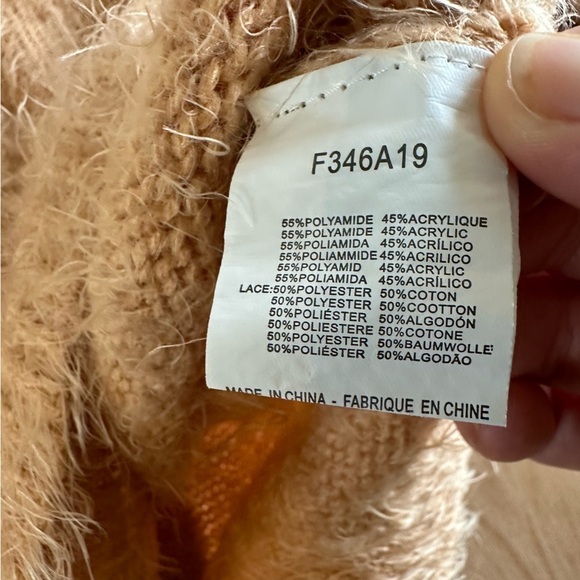 F346A19
55%POLYAMIDE 45%ACRYLIQUE
55%POLYAMIDE 45%ACRYLIC
55%POLIAMIDA 45%ACRÍLICO
55%POLIAMMIDE 45%ACRÍLICO
55%POLYAMID 45%ACRYLIC
55%POLIAMIDA 45%ACRÍLICO
LACE:50%POLYESTER 50%COTON
50%POLYESTER 50%COOTTON
50%POLIÉSTER 50%ALGODÓN
50%POLIESTERE 50%COTONE
50%POLYESTER 50%BAUMWOLLE
50%POLIÉSTER 50%ALGODÃO
MADE IN CHINA - FABRIQUE EN CHINE